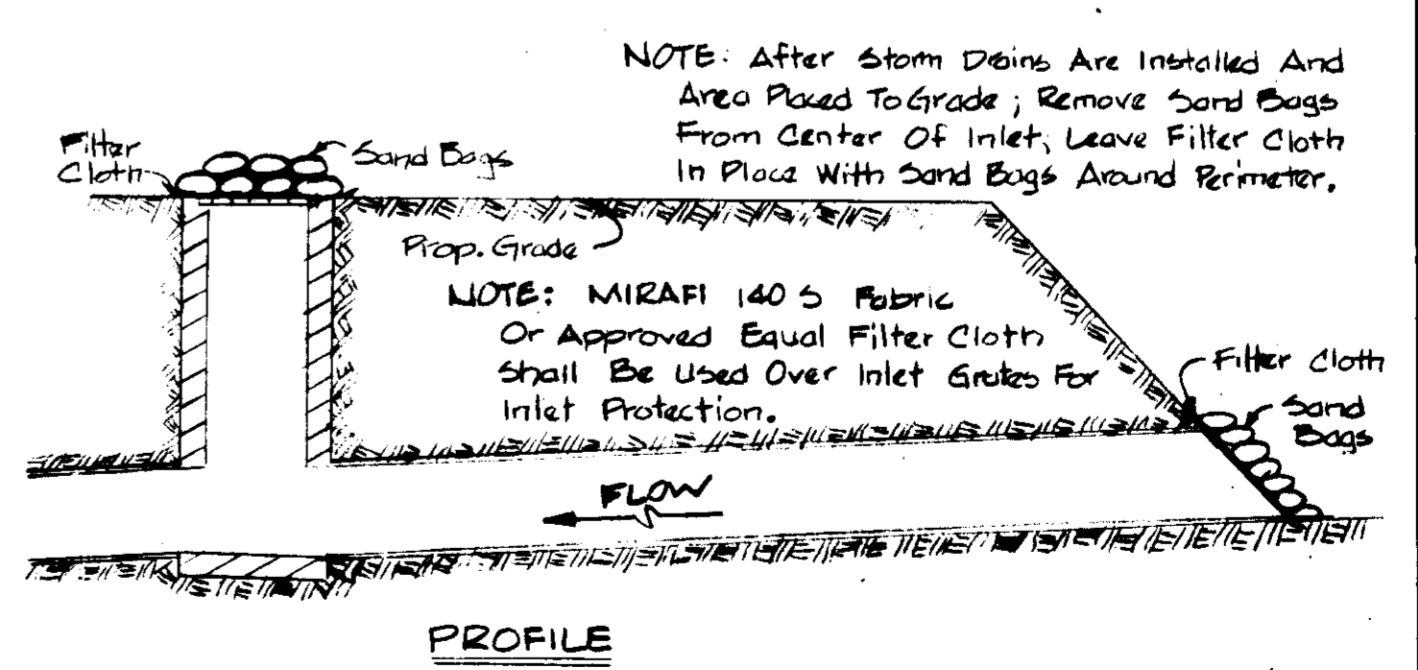 NOTE: After Storm Drains Are Installed And
Area Placed To Grade; Remove Sand Bags
From Center Of Inlet; Leave Filter Cloth
In Place With Sand Bags Around Perimeter.
Filter
Cloth
Sand Bags
Prop. Grade
NOTE: MIRAFI 140 S Fabric
Or Approved Equal Filter Cloth
Shall Be Used Over Inlet Grates For
Inlet Protection.
Filter Cloth
Sand
Bags
FLOW
PROFILE